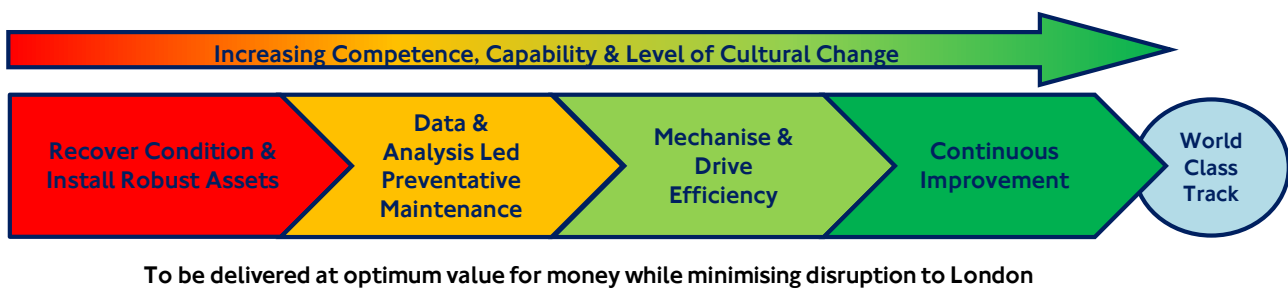 Increasing Competence, Capability & Level of Cultural Change
Recover Condition &
Install Robust Assets
Data &
Analysis Led
Preventative
Maintenance
Mechanise &
Drive
Efficiency
Continuous
Improvement
World
Class
Track
To be delivered at optimum value for money while minimising disruption to London